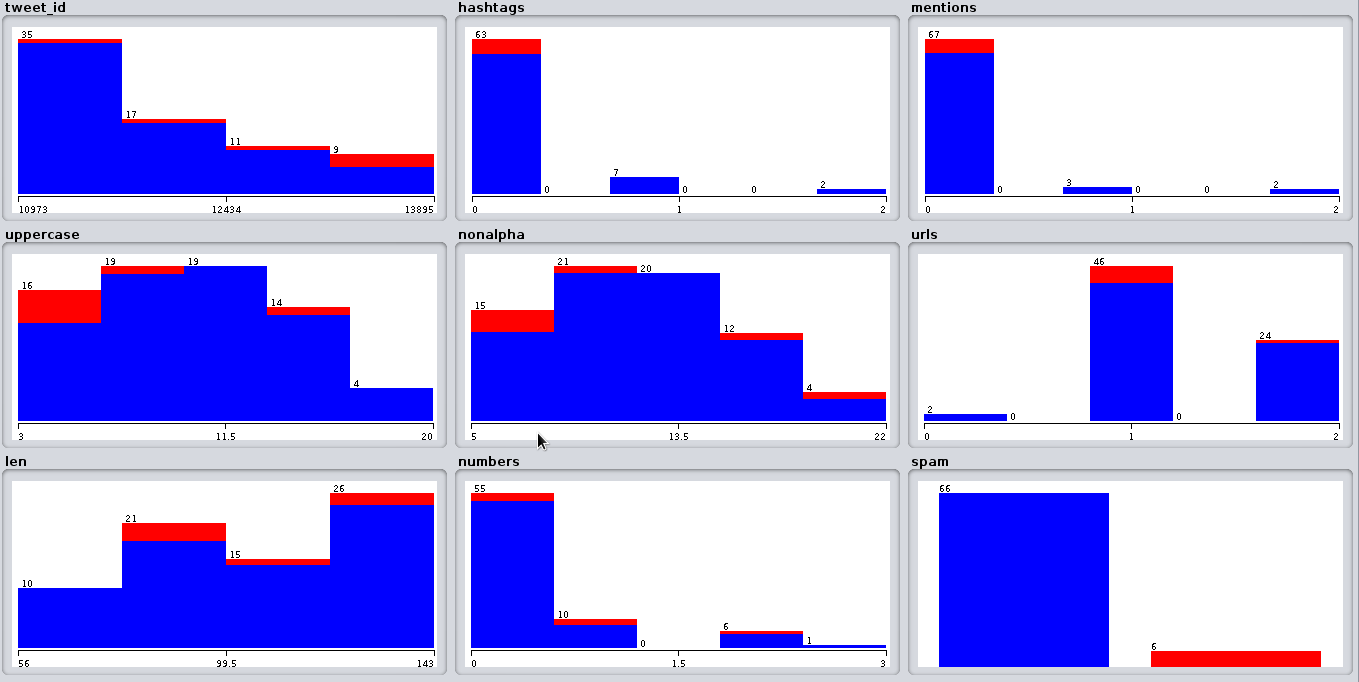 tweet_id
35
17
11
9
10973 12434 13895
hashtags
63
0
7
0
0
2
0 1 2
mentions
67
0
3
0
0
2
0 1 2
uppercase
16
19
19
14
4
3 11.5 20
nonalpha
15
21
20
12
4
5 13.5 22
urls
2
0
46
0
24
0 1 2
len
10
21
15
26
56 99.5 143
numbers
55
10
0
6
1
0 1.5 3
spam
66
6